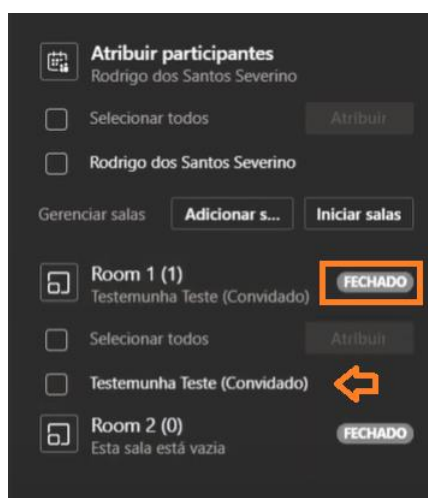 Atribuir participantes
Rodrigo dos Santos Severino
Selecionar todos Atribuir
Rodrigo dos Santos Severino
Gerenciar salas Adicionar s... Iniciar salas
Room 1 (1) FECHADO
Testemunha Teste (Convidado)
Selecionar todos Atribuir
Testemunha Teste (Convidado)
Room 2 (0) FECHADO
Esta sala está vazia